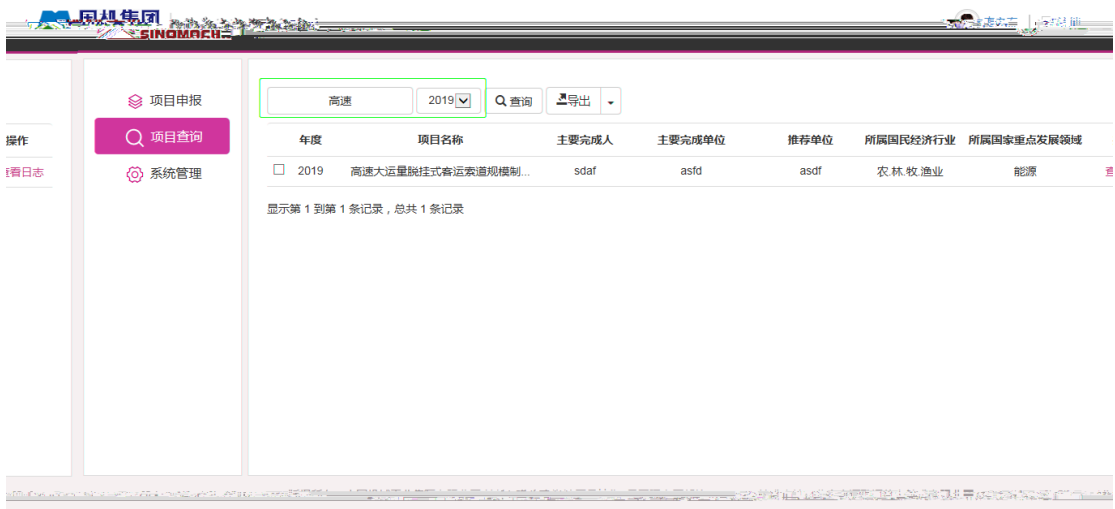 国机集团
SINOMACH
项目申报
高速 2019 查询 导出
操作 项目查询 年度 项目名称 主要完成人 主要完成单位 推荐单位 所属国民经济行业 所属国家重点发展领域
看日志 系统管理 2019 高速大运量脱挂式客运索道规模制... sdaf asfd asdf 农.林.牧.渔业 能源 查
显示第 1 到第 1 条记录，总共 1 条记录